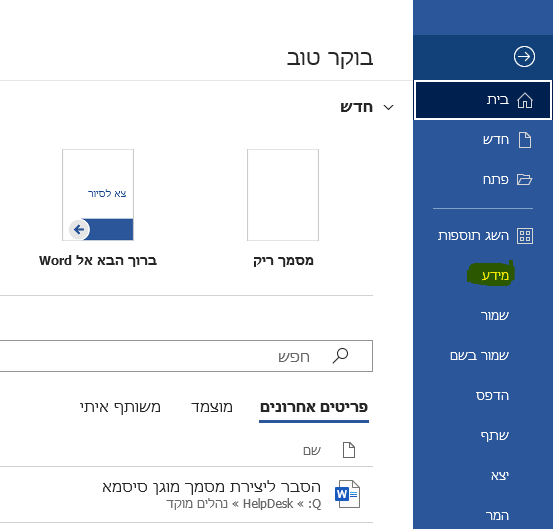 בית
חדש
פתח
השג תוספות
מידע
שמור
שמור בשם
הדפס
שתף
יצא
המר
בוקר טוב
חדש
מסמך ריק
צא לסיור
ברוך הבא אל Word
חפש
פריטים אחרונים
מוצמד
משותף איתי
שם
W
הסבר ליצירת מסמך מוגן סיסמא
Q: » HelpDesk » נהלים מוקד